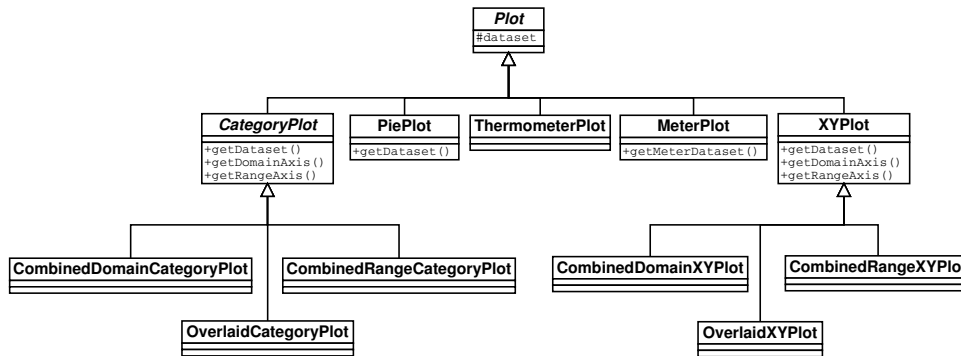 Plot
#dataset
CategoryPlot
+getDataset()
+getDomainAxis()
+getRangeAxis()
PiePlot
+getDataset()
ThermometerPlot
MeterPlot
+getMeterDataset()
XYPlot
+getDataset()
+getDomainAxis()
+getRangeAxis()
CombinedDomainCategoryPlot
CombinedRangeCategoryPlot
CombinedDomainXYPlot
CombinedRangeXYPlot
OverlaidCategoryPlot
OverlaidXYPlot